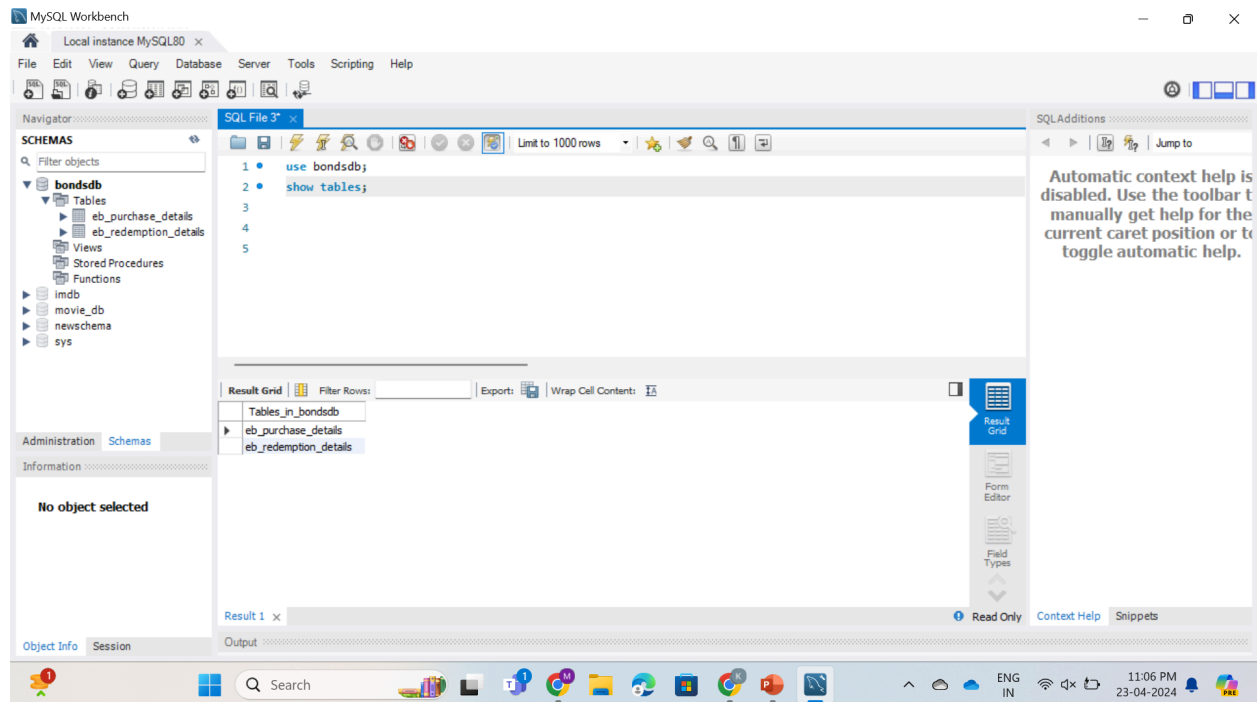 MySQL Workbench
Local instance MySQL80
File Edit View Query Database Server Tools Scripting Help
Navigator
SCHEMAS
Filter objects
bondsdb
Tables
eb_purchase_details
eb_redemption_details
Views
Stored Procedures
Functions
imdb
movie_db
newschema
sys
Administration Schemas
Information
No object selected
Object Info Session
SQL File 3*
Limit to 1000 rows
1 use bondsdb;
2 show tables;
3
4
5
Result Grid Filter Rows: Export: Wrap Cell Content:
Tables_in_bondsdb
eb_purchase_details
eb_redemption_details
Result
Grid
Form
Editor
Field
Types
Result 1
Read Only
Output
SQLAdditions
Jump to
Automatic context help is
disabled. Use the toolbar t
manually get help for the
current caret position or to
toggle automatic help.
Context Help Snippets
1
Search
1
M
K
ENG
IN
11:06 PM
23-04-2024
PRE